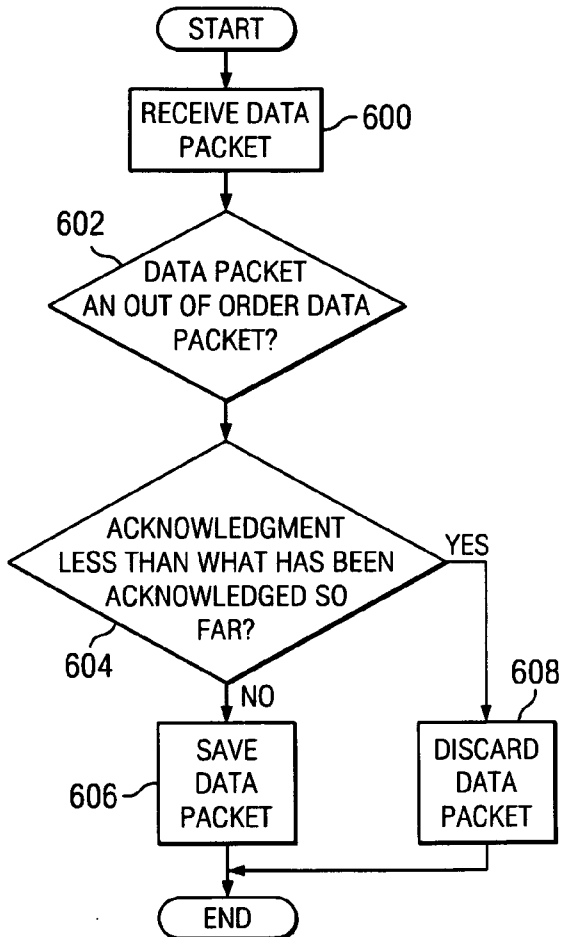 START
RECEIVE DATA
PACKET
600
602
DATA PACKET
AN OUT OF ORDER DATA
PACKET?
ACKNOWLEDGMENT
LESS THAN WHAT HAS BEEN
ACKNOWLEDGED SO
FAR?
YES
604
NO
608
SAVE
DATA
PACKET
606
DISCARD
DATA
PACKET
END